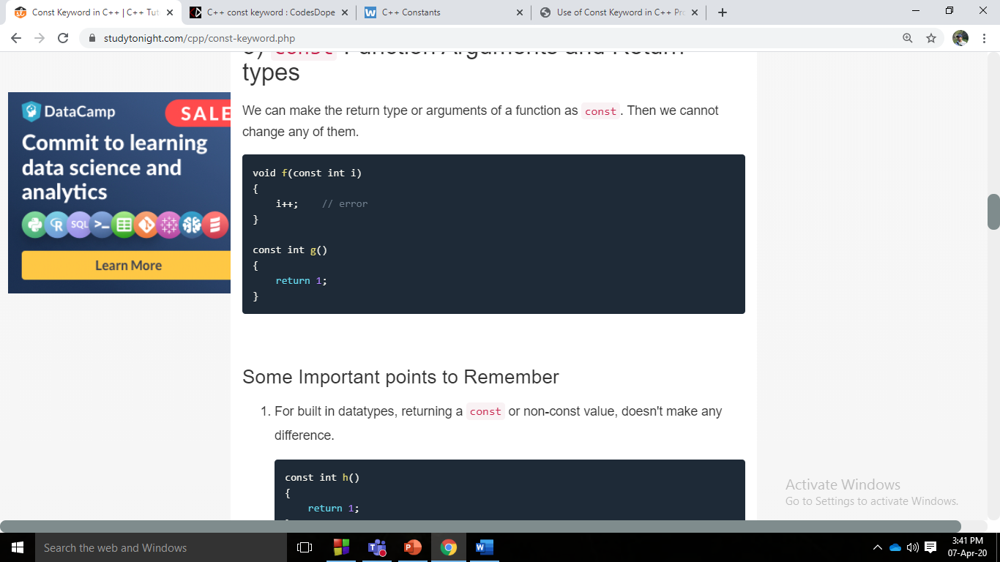 Const Keyword in C++ | C++ Tut
C++ const keyword : CodesDope
C++ Constants
Use of Const Keyword in C++ Pr
studytonight.com/cpp/const-keyword.php
const Function Arguments and Return
types
DataCamp
SALE
Commit to learning
data science and
analytics
R
SQL
>_
Learn More
We can make the return type or arguments of a function as const. Then we cannot
change any of them.
void f(const int i)
{
i++; // error
}
const int g()
{
return 1;
}
Some Important points to Remember
1. For built in datatypes, returning a const or non-const value, doesn't make any
difference.
const int h()
{
return 1;
Activate Windows
Go to Settings to activate Windows.
Search the web and Windows
3:41 PM
07-Apr-20